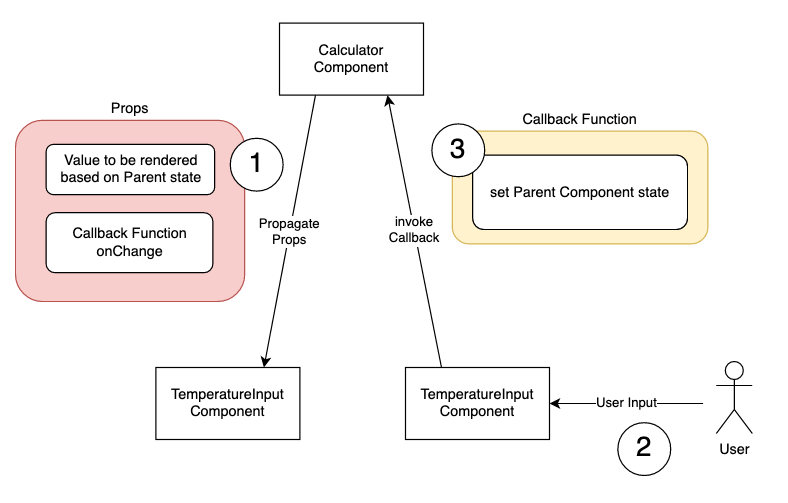 Calculator
Component
Props
Value to be rendered
based on Parent state
Callback Function
onChange
1
Propagate
Props
invoke
Callback
Callback Function
3
set Parent Component state
TemperatureInput
Component
TemperatureInput
Component
User Input
2
User